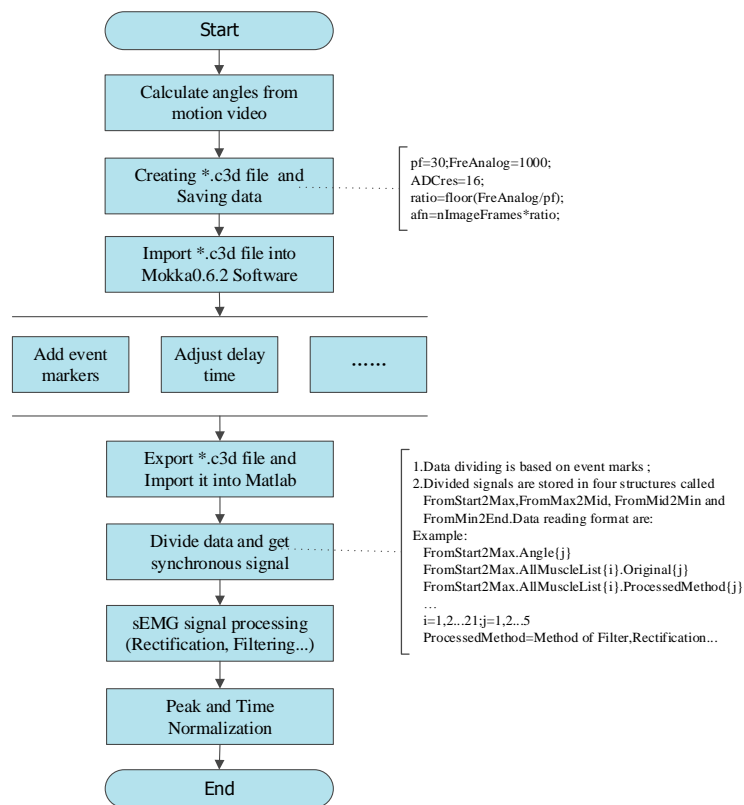 Start
Calculate angles from
motion video
Creating *.c3d file and
Saving data
pf=30;FreAnalog=1000;
ADCres=16;
ratio=floor(FreAnalog/pf);
afn=nImageFrames*ratio;
Import *.c3d file into
Mokka0.6.2 Software
Add event
markers
Adjust delay
time
……
Export *.c3d file and
Import it into Matlab
Divide data and get
synchronous signal
1.Data dividing is based on event marks ;
2.Divided signals are stored in four structures called
FromStart2Max,FromMax2Mid, FromMid2Min and
FromMin2End.Data reading format are:
Example:
FromStart2Max.Angle{j}
FromStart2Max.AllMuscleList{i}.Original{j}
FromStart2Max.AllMuscleList{i}.ProcessedMethod{j}
…
i=1,2...21;j=1,2...5
ProcessedMethod=Method of Filter,Rectification...
sEMG signal processing
(Rectification, Filtering...)
Peak and Time
Normalization
End